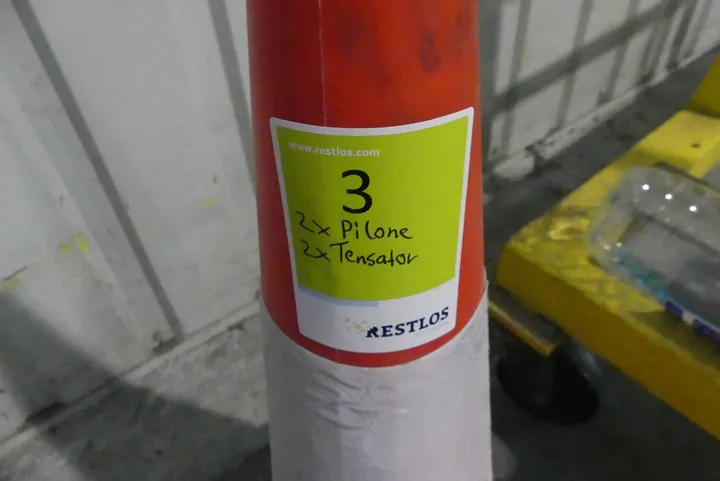 www.restlos.com
3
2x Pilone
2x Tensator
RESTLOS